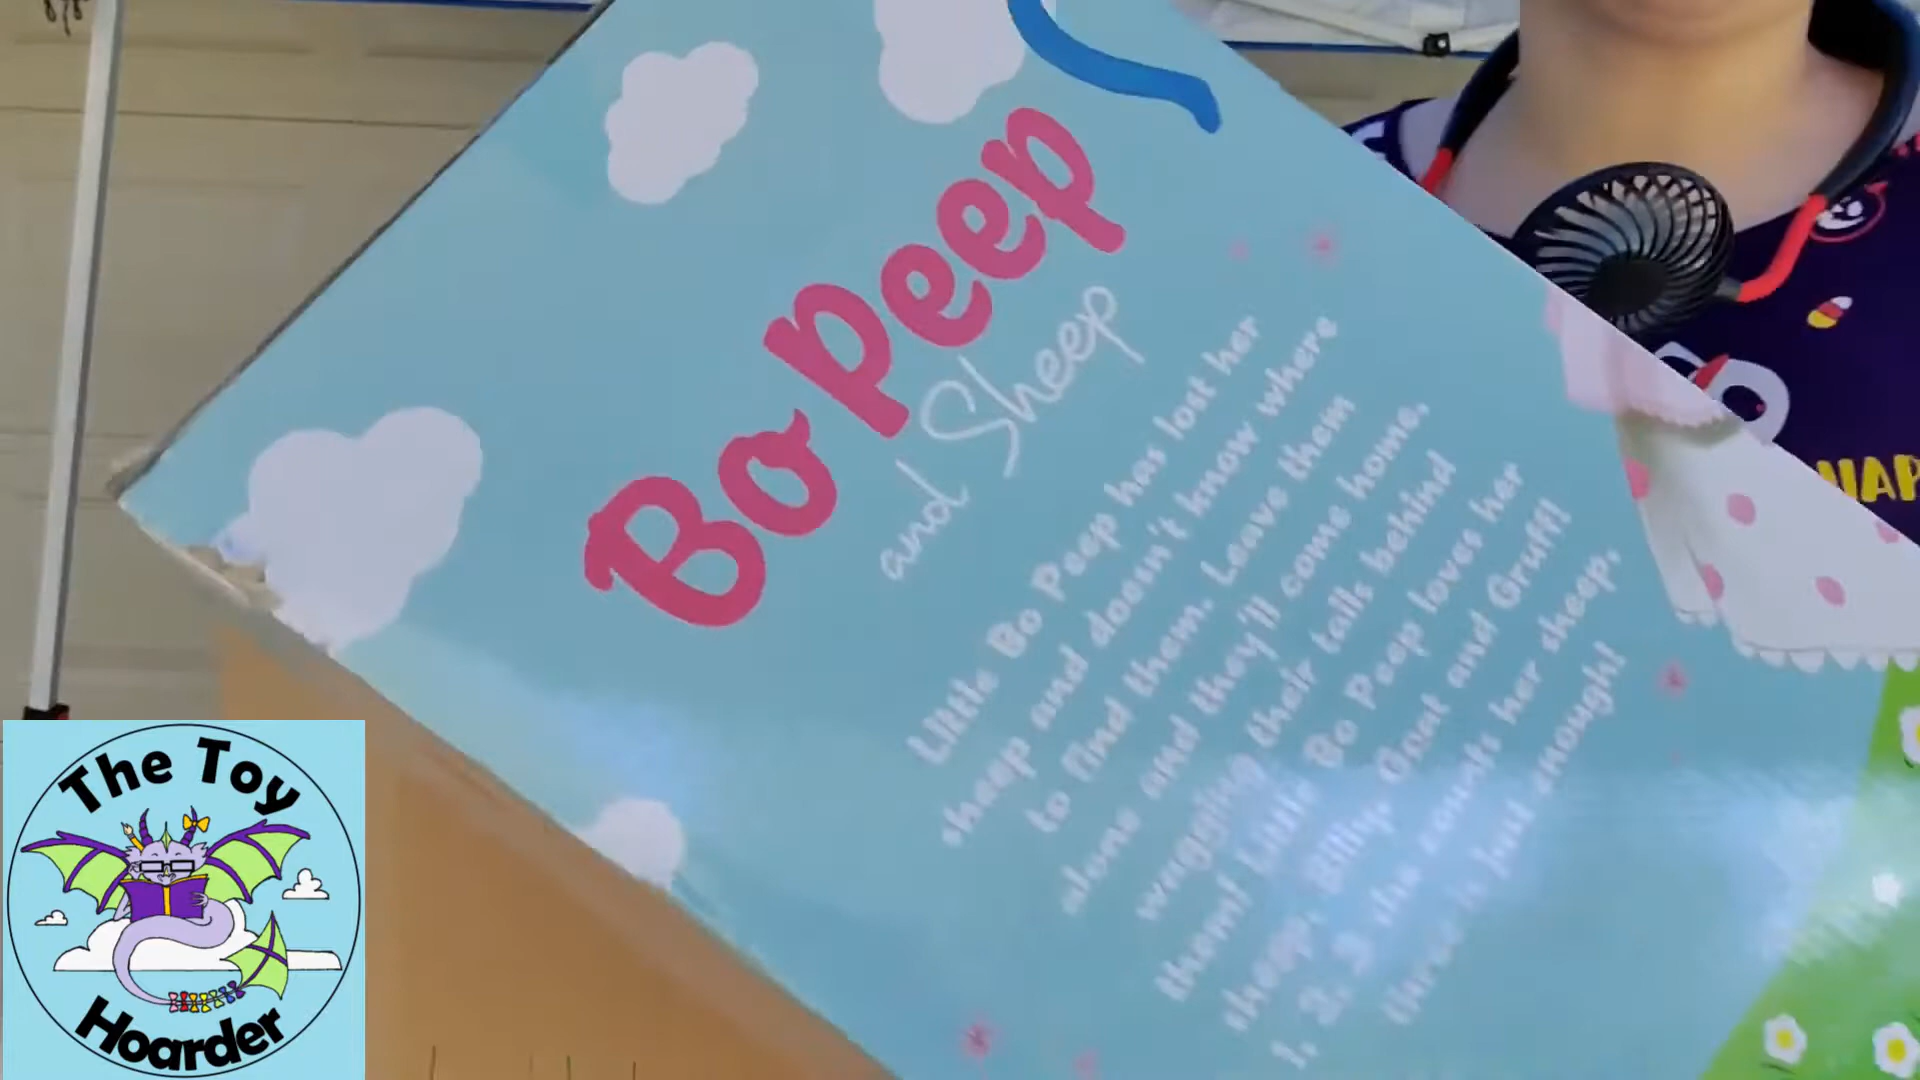 Bo Peep
and Sheep
Little Bo Peep has lost her
sheep and doesn't know where
to find them. Leave them
alone and they'll come home,
wagging their tails behind
them! Little Bo Peep loves her
sheep, Billy, Goat and Gruff!
1, 2, 3 she counts her sheep,
three is just enough!
The Toy
Hoarder